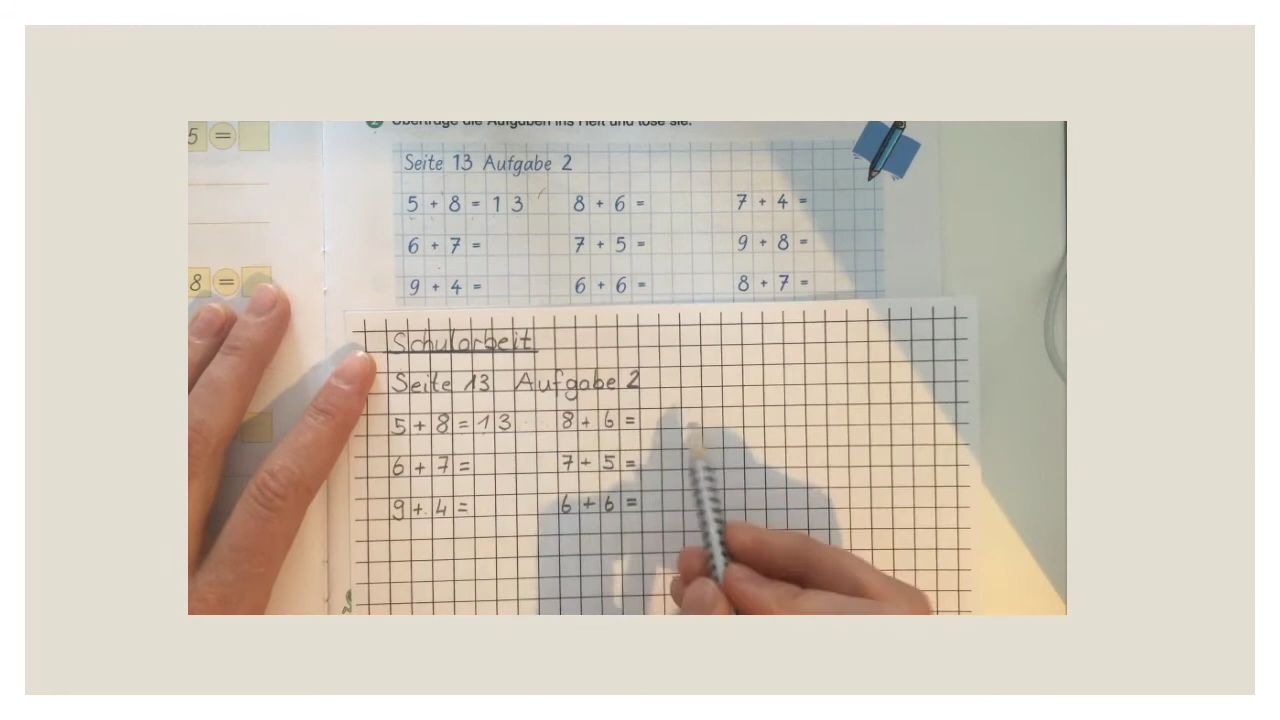 5 =
8 =
Übertrage die Aufgaben ins Heft und löse sie.
Seite 13 Aufgabe 2
5 + 8 = 13 8 + 6 = 7 + 4 =
6 + 7 = 7 + 5 = 9 + 8 =
9 + 4 = 6 + 6 = 8 + 7 =
Schularbeit
Seite 13 Aufgabe 2
5 + 8 = 13 8 + 6 =
6 + 7 = 7 + 5 =
9 + 4 = 6 + 6 =